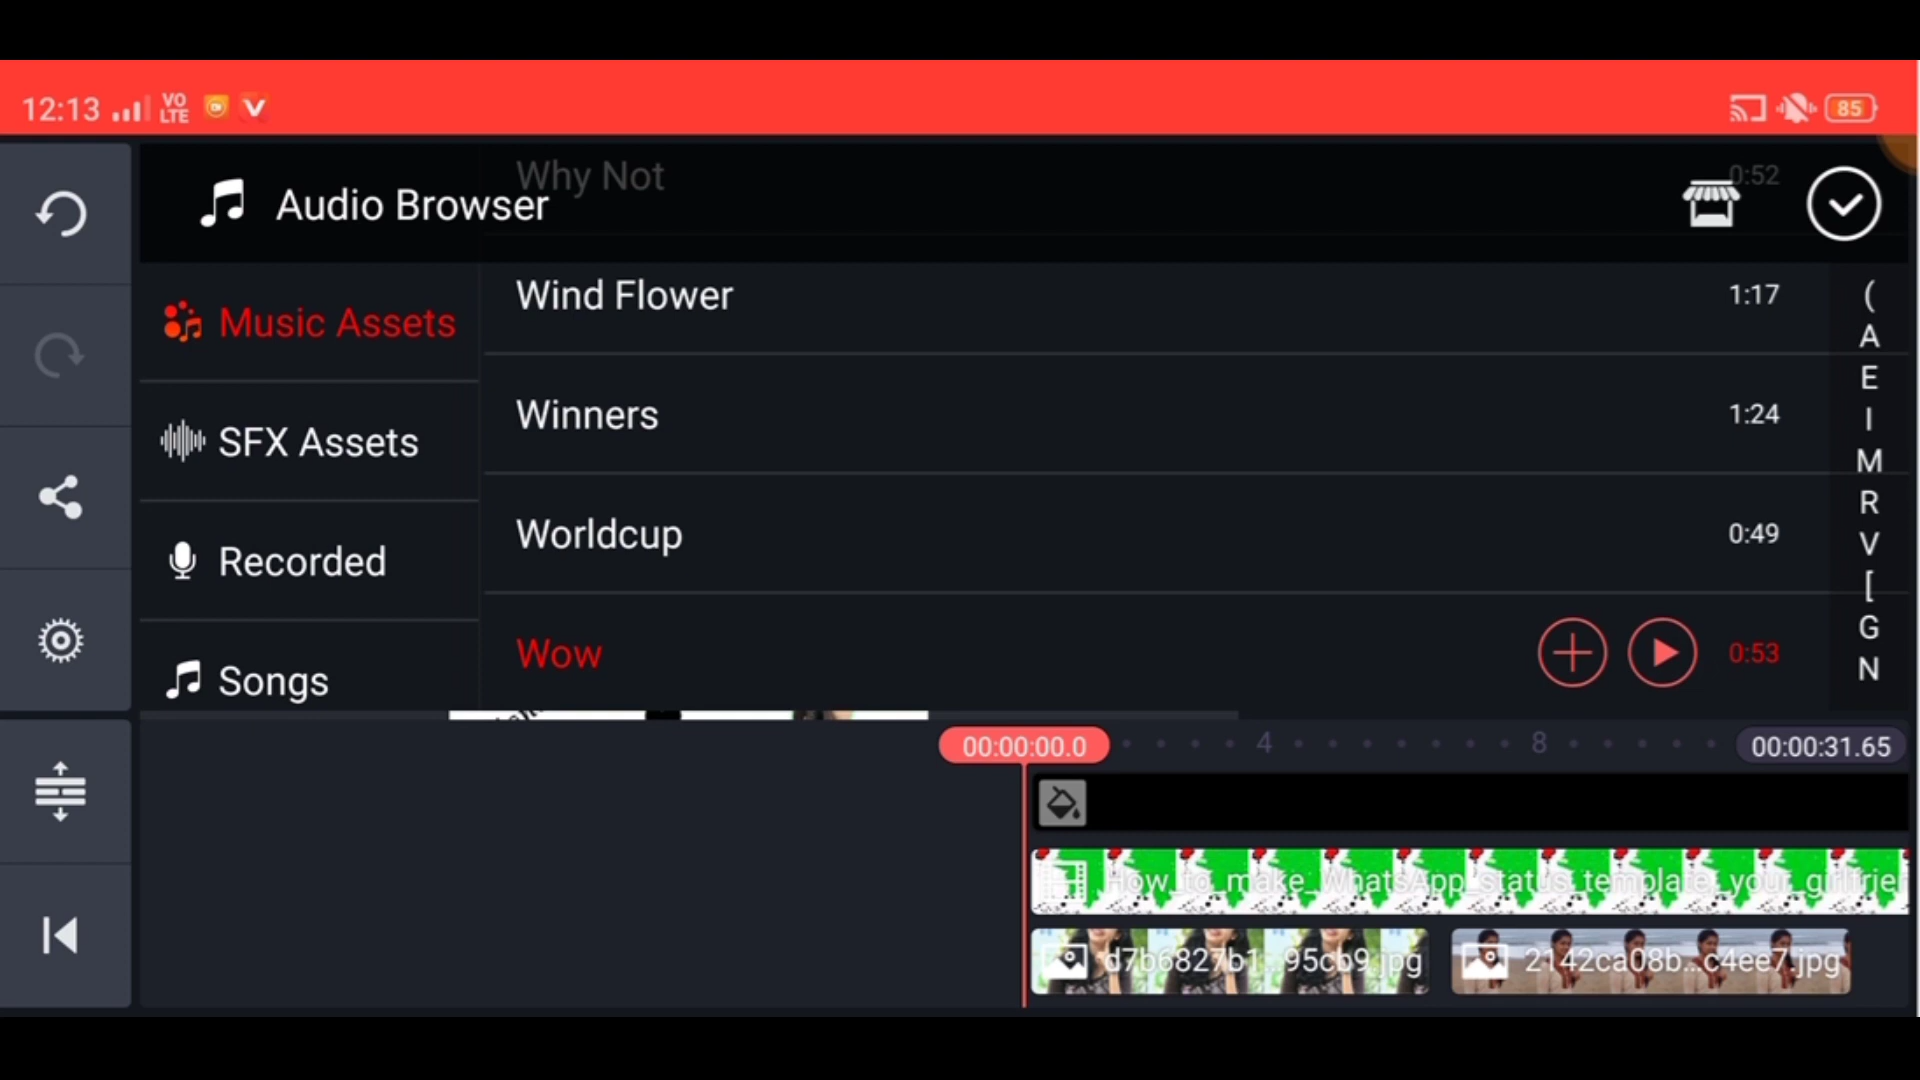 12:13 VO LTE 85
Why Not 0:52
Audio Browser
Music Assets
SFX Assets
Recorded
Songs
Wind Flower 1:17
Winners 1:24
Worldcup 0:49
Wow 0:53
(
A
E
I
M
R
V
[
G
N
00:00:00.0 4 8 00:00:31.65
How_to_make_WhatsApp_status_template_your_girlfrie
d7b6827b1...95cb9.jpg 2142ca08b...c4ee7.jpg